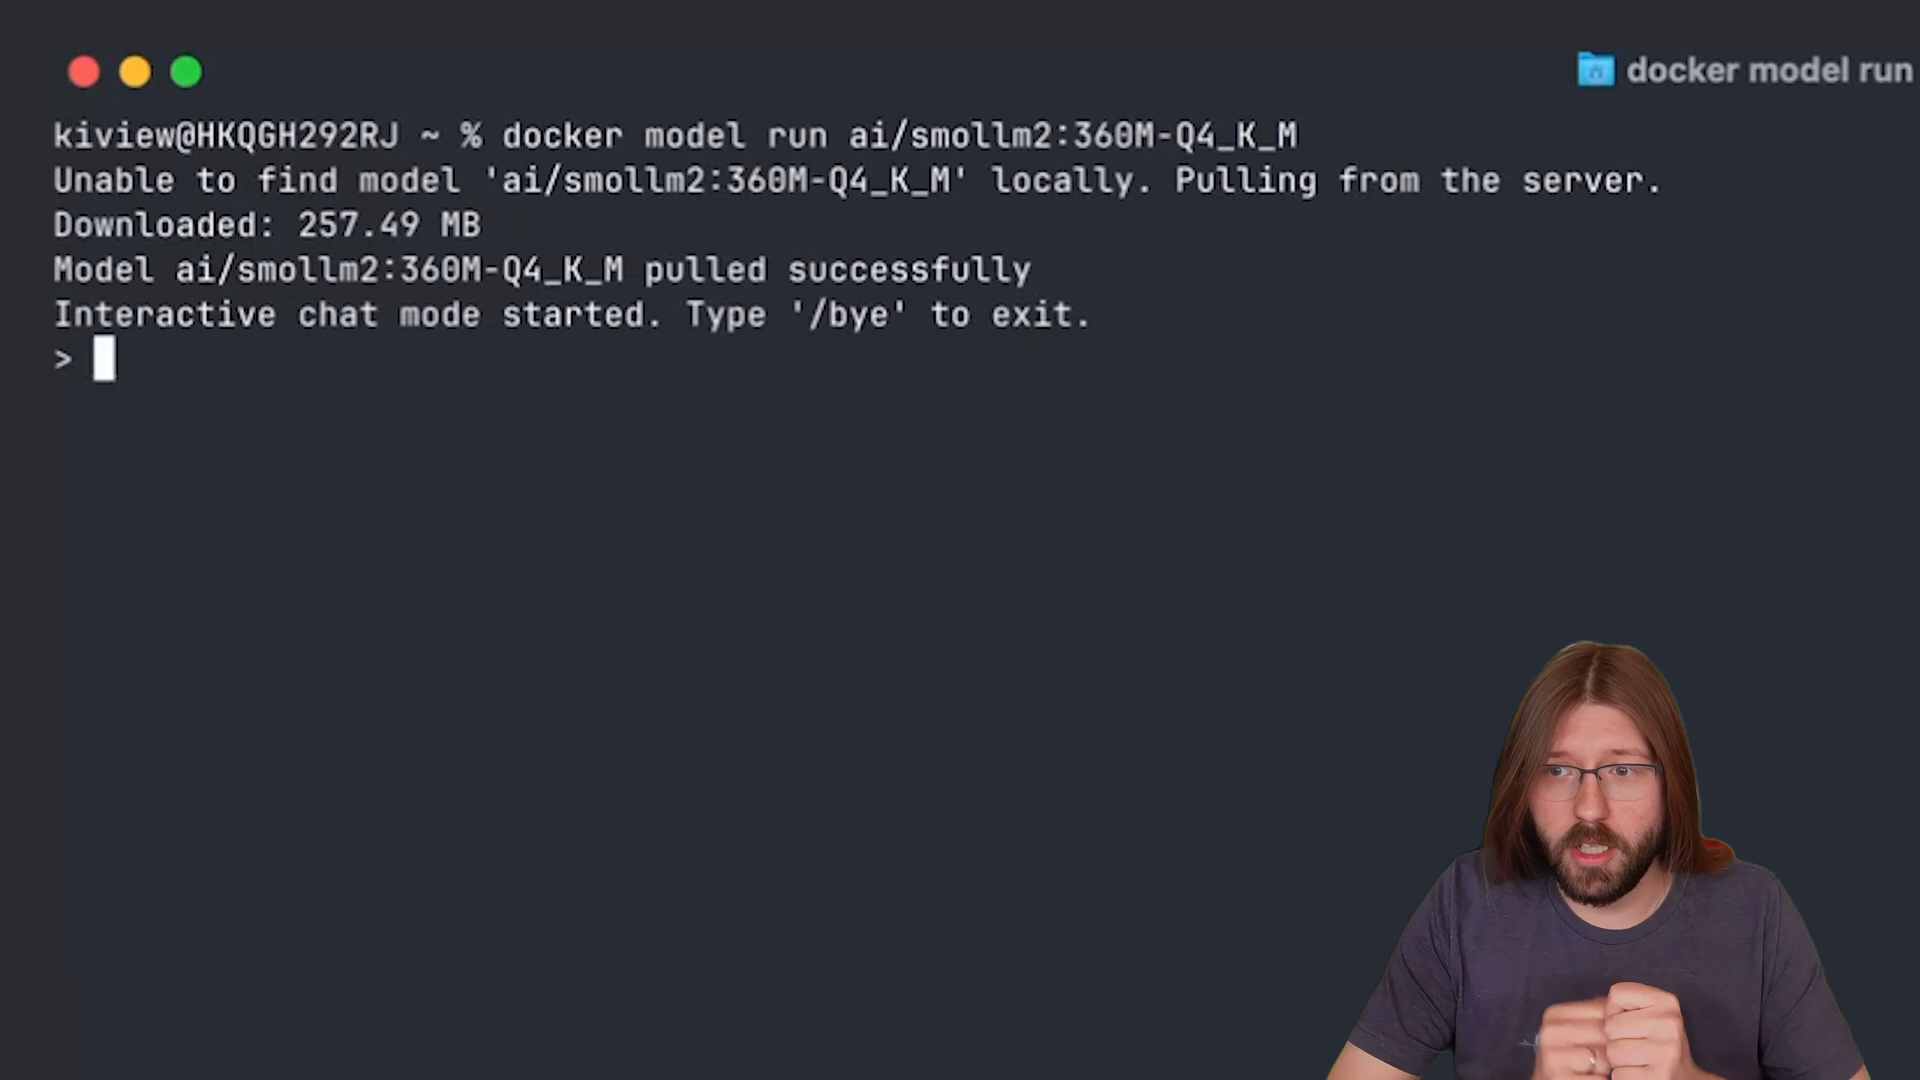 docker model run
kiview@HKQGH292RJ ~ % docker model run ai/smollm2:360M-Q4_K_M
Unable to find model 'ai/smollm2:360M-Q4_K_M' locally. Pulling from the server.
Downloaded: 257.49 MB
Model ai/smollm2:360M-Q4_K_M pulled successfully
Interactive chat mode started. Type '/bye' to exit.
>